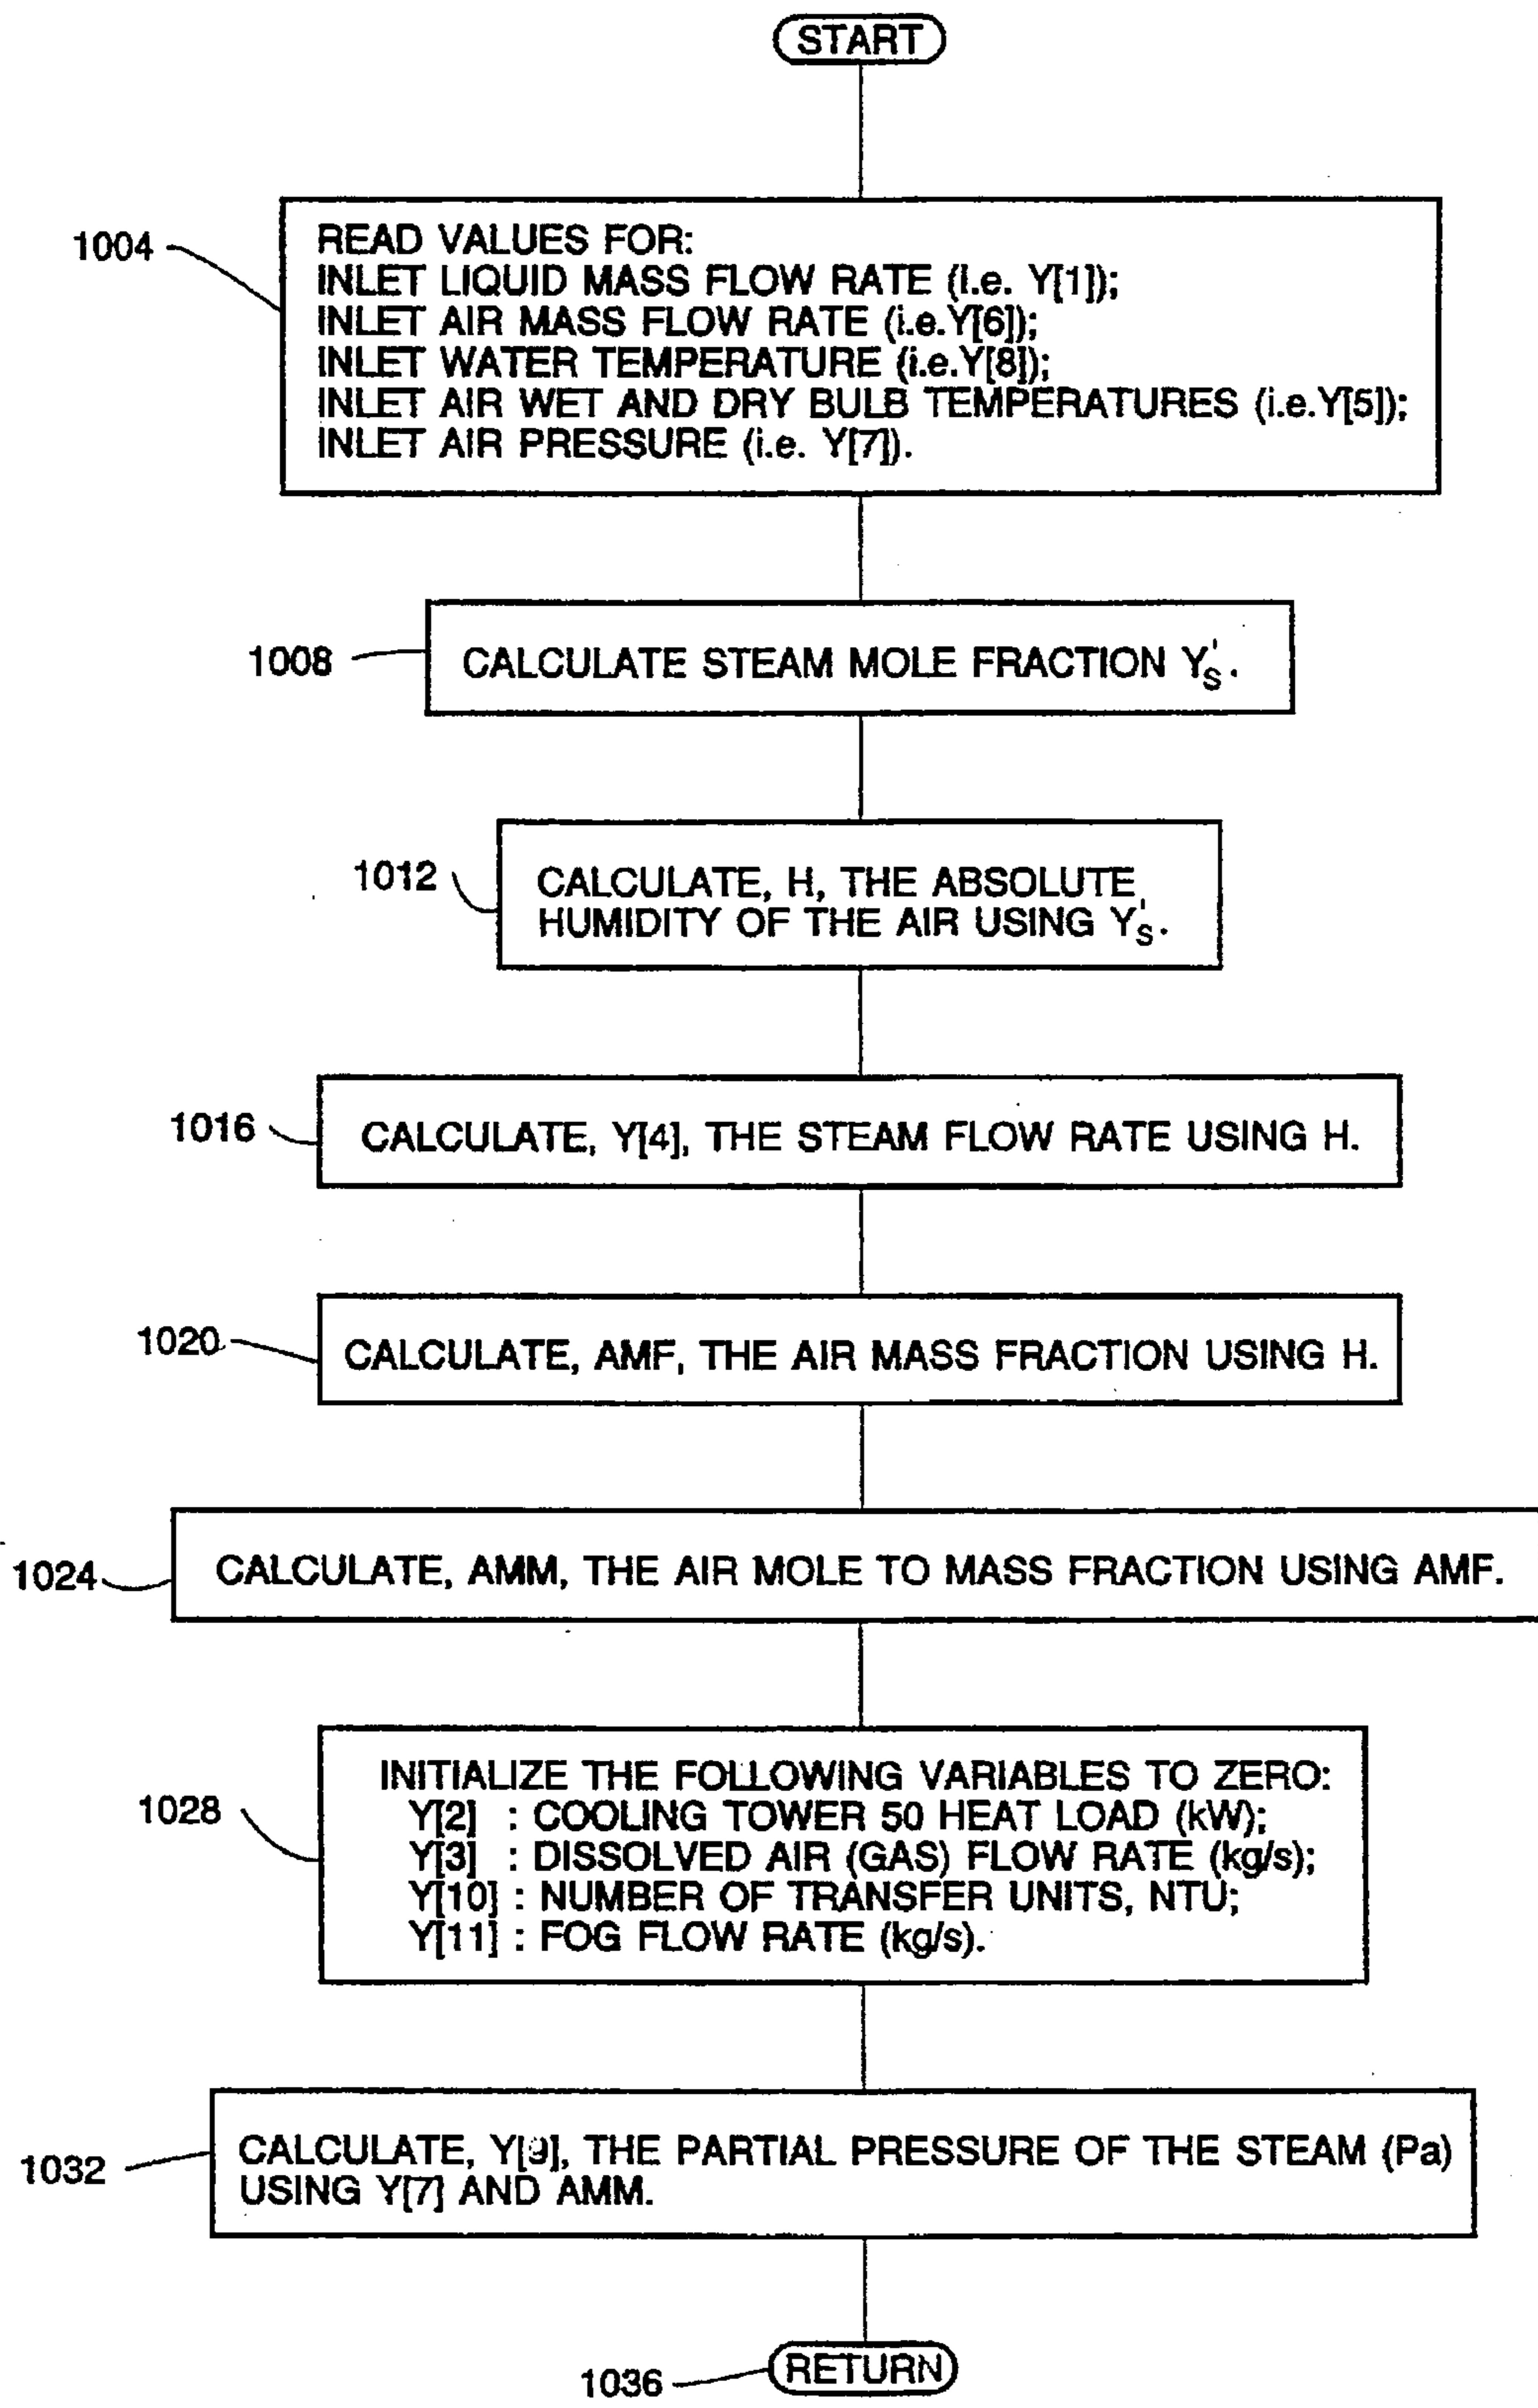 START
1004
READ VALUES FOR:
INLET LIQUID MASS FLOW RATE (i.e. Y[1]);
INLET AIR MASS FLOW RATE (i.e.Y[6]);
INLET WATER TEMPERATURE (i.e.Y[8]);
INLET AIR WET AND DRY BULB TEMPERATURES (i.e.Y[5]);
INLET AIR PRESSURE (i.e. Y[7]).
1008
CALCULATE STEAM MOLE FRACTION Y'S.
1012
CALCULATE, H, THE ABSOLUTE
HUMIDITY OF THE AIR USING Y'S.
1016
CALCULATE, Y[4], THE STEAM FLOW RATE USING H.
1020
CALCULATE, AMF, THE AIR MASS FRACTION USING H.
1024
CALCULATE, AMM, THE AIR MOLE TO MASS FRACTION USING AMF.
1028
INITIALIZE THE FOLLOWING VARIABLES TO ZERO:
Y[2] : COOLING TOWER 50 HEAT LOAD (kW);
Y[3] : DISSOLVED AIR (GAS) FLOW RATE (kg/s);
Y[10] : NUMBER OF TRANSFER UNITS, NTU;
Y[11] : FOG FLOW RATE (kg/s).
1032
CALCULATE, Y[9], THE PARTIAL PRESSURE OF THE STEAM (Pa)
USING Y[7] AND AMM.
1036
RETURN